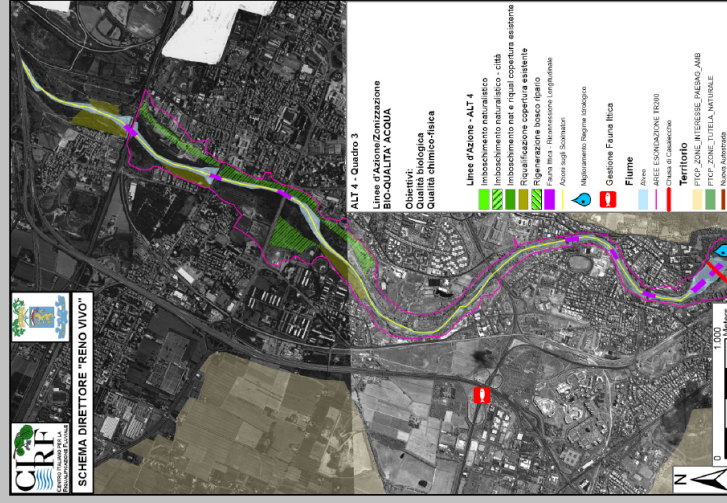 CIRF
CENTRO ITALIANO PER LA
RIQUALIFICAZIONE FLUVIALE
SCHEMA DIRETTORE "RENO VIVO"
ALT 4 - Quadro 3
Linee d'Azione/Zonizzazione
BIO-QUALITA' ACQUA
Obiettivi:
Qualità biologica
Qualità chimico-fisica
Linee d'Azione - ALT 4
Imboschimento naturalistico
Imboschimento naturalistico - città
Imboschimento nat e riqual copertura esistente
Riqualificazione copertura esistente
Rigenerazione bosco ripario
Fauna Ittica - Riconnessione Longitudinale
Azioni sugli Scolmatori
Miglioramento Regime Idrologico
Gestione Fauna Ittica
Fiume
Alveo
AREE ESONDAZIONE TR200
Chiusa di Casalecchio
Territorio
PTCP_ZONE_INTERESSE_PAESAG_AMB
PTCP_ZONE_TUTELA_NATURALE
Nuova Autostrada
N
0
1.000
Meters